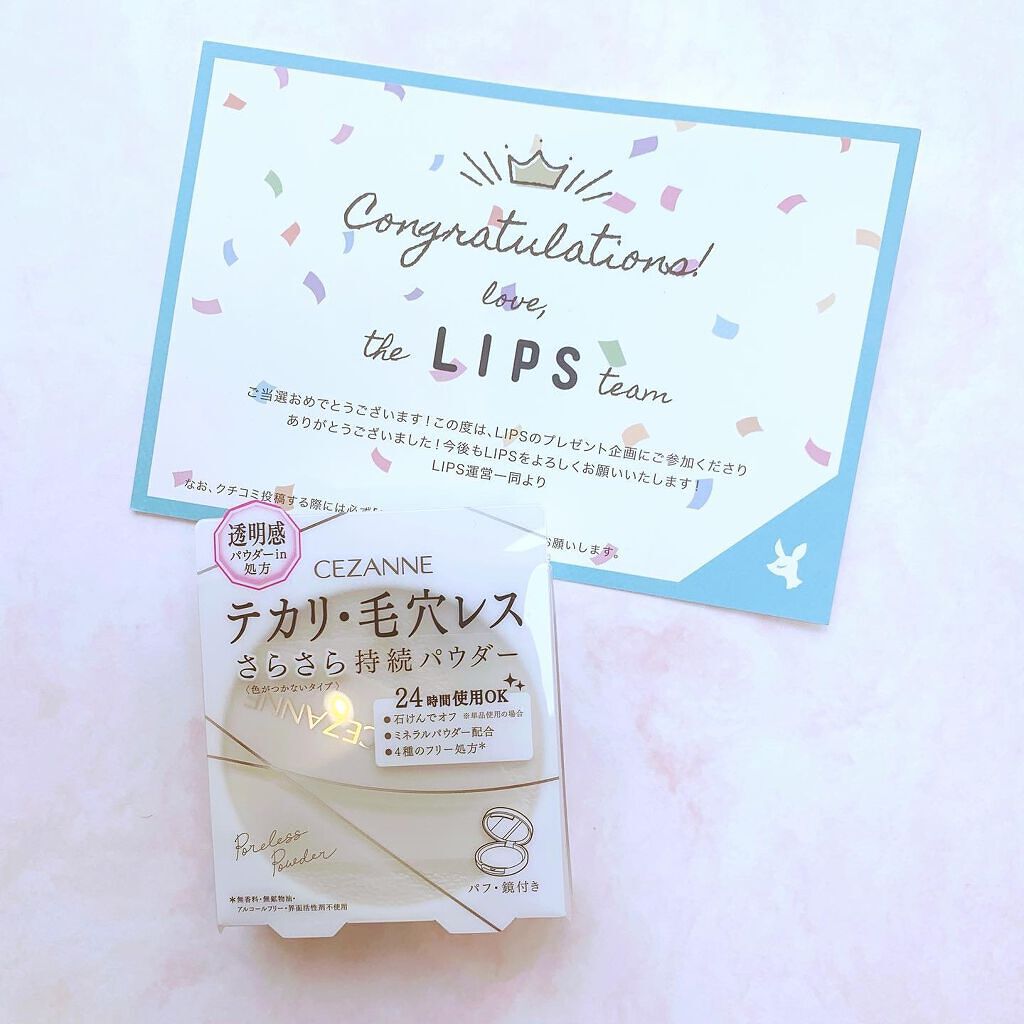 Congratulations!
love,
the LIPS team
ご当選おめでとうございます！この度は、LIPSのプレゼント企画にご参加くださり
ありがとうございました！今後もLIPSをよろしくお願いいたします！
LIPS運営一同より
なお、クチコミ投稿する際には必ず
お願いします。
透明感
パウダーin
処方
CEZANNE
テカリ・毛穴レス
さらさら持続パウダー
〈色がつかないタイプ〉
CEZANNE
24時間使用OK
●石けんでオフ ※単品使用の場合
●ミネラルパウダー配合
●4種のフリー処方*
Poreless
Powder
パフ・鏡付き
*無香料・無鉱物油・
アルコールフリー・界面活性剤不使用